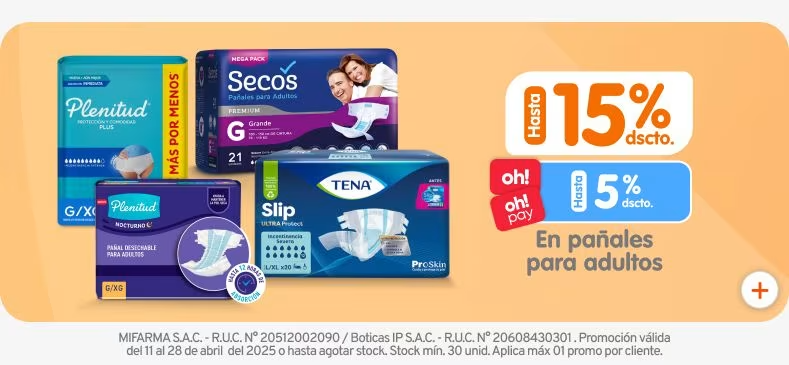 Plenitud
PROTECCIÓN Y COMODIDAD
PLUS
MÁS POR MENOS
G/XG
MEGA PACK
Secos
Pañales para Adultos
PREMIUM
G Grande
21
Plenitud
NOCTURNO
PAÑAL DESECHABLE
PARA ADULTOS
G/XG
HASTA 12 HORAS DE
ABSORCIÓN
TENA
Slip
ULTRA Protect
Incontinencia
Severa
L/XL x20
ProSkin
Hasta
15%
dscto.
oh!
oh!
pay
Hasta
5%
dscto.
En pañales
para adultos
+
MIFARMA S.A.C. - R.U.C. N° 20512002090 / Boticas IP S.A.C. - R.U.C. N° 20608430301. Promoción válida
del 11 al 28 de abril del 2025 o hasta agotar stock. Stock mín. 30 unid. Aplica máx 01 promo por cliente.